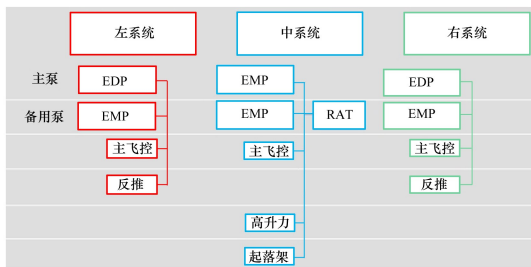 左系统 中系统 右系统
主泵 EDP EMP EDP
备用泵 EMP EMP RAT EMP
主飞控 主飞控 主飞控
反推 反推
高升力
起落架